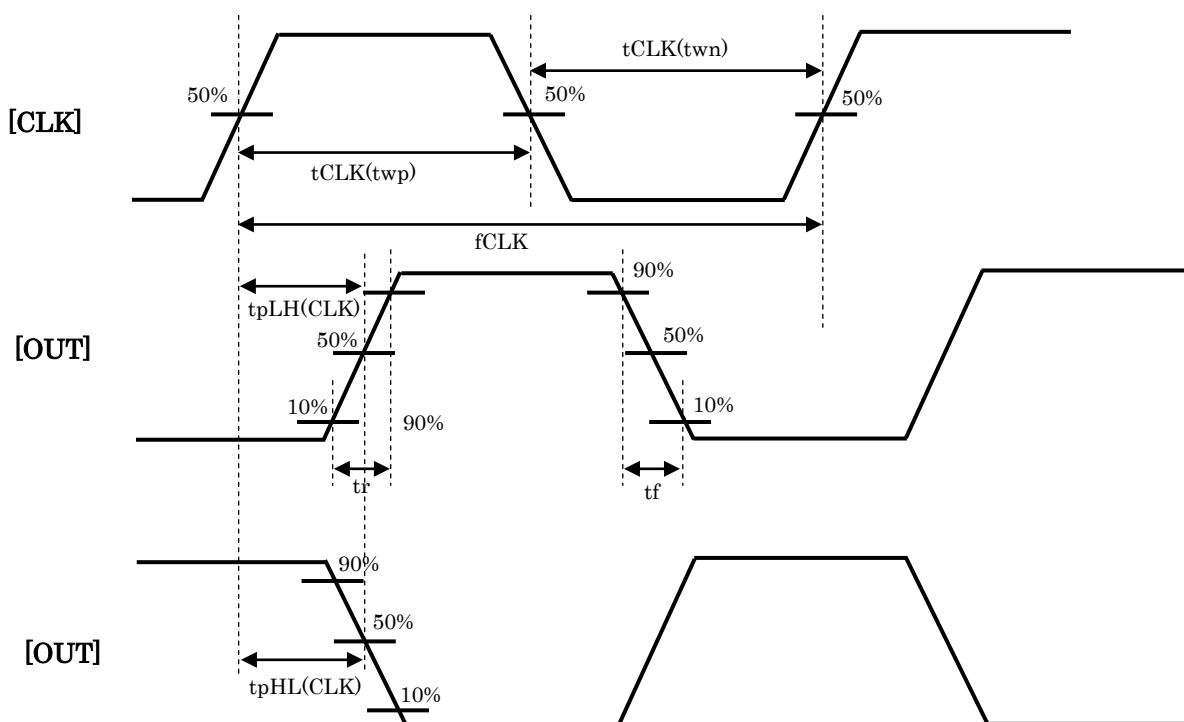 tCLK(twn)
50%
50%
50%
[CLK]
tCLK(twp)
fCLK
90%
tpLH(CLK)
50%
50%
[OUT]
10%
10%
90%
tr
tf
90%
50%
[OUT]
tpHL(CLK)
10%